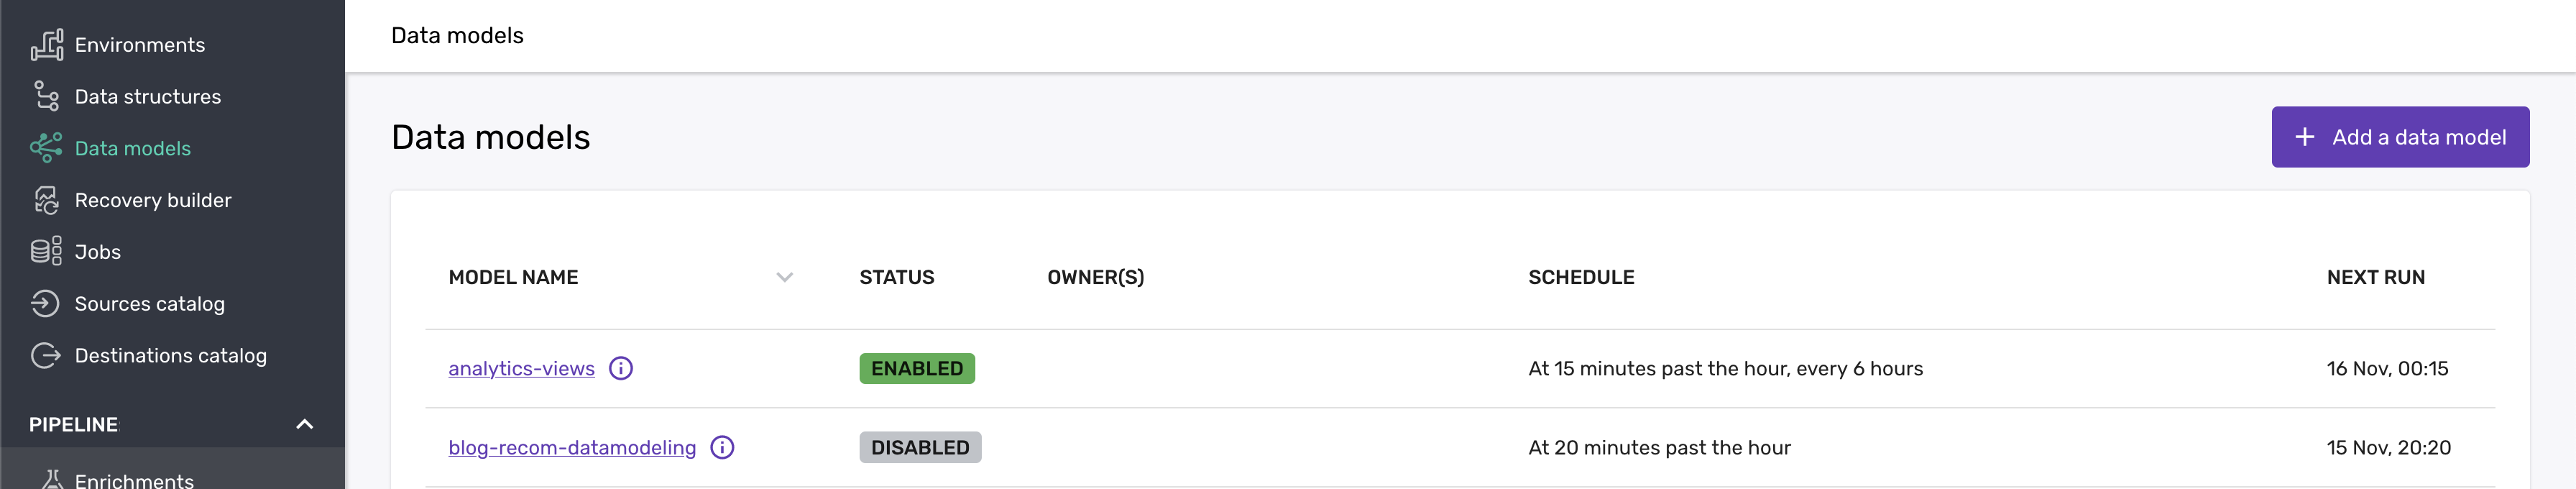 Environments
Data structures
Data models
Recovery builder
Jobs
Sources catalog
Destinations catalog
PIPELINE
Enrichments
Data models
Data models
+ Add a data model
MODEL NAME STATUS OWNER(S) SCHEDULE NEXT RUN
analytics-views ENABLED At 15 minutes past the hour, every 6 hours 16 Nov, 00:15
blog-recom-datamodeling DISABLED At 20 minutes past the hour 15 Nov, 20:20